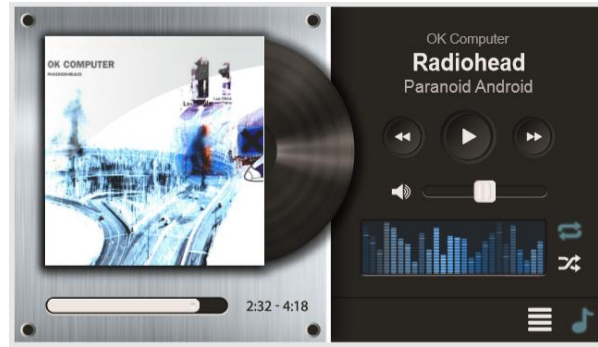 OK COMPUTER
RADIOHEAD
2:32 - 4:18
OK Computer
Radiohead
Paranoid Android